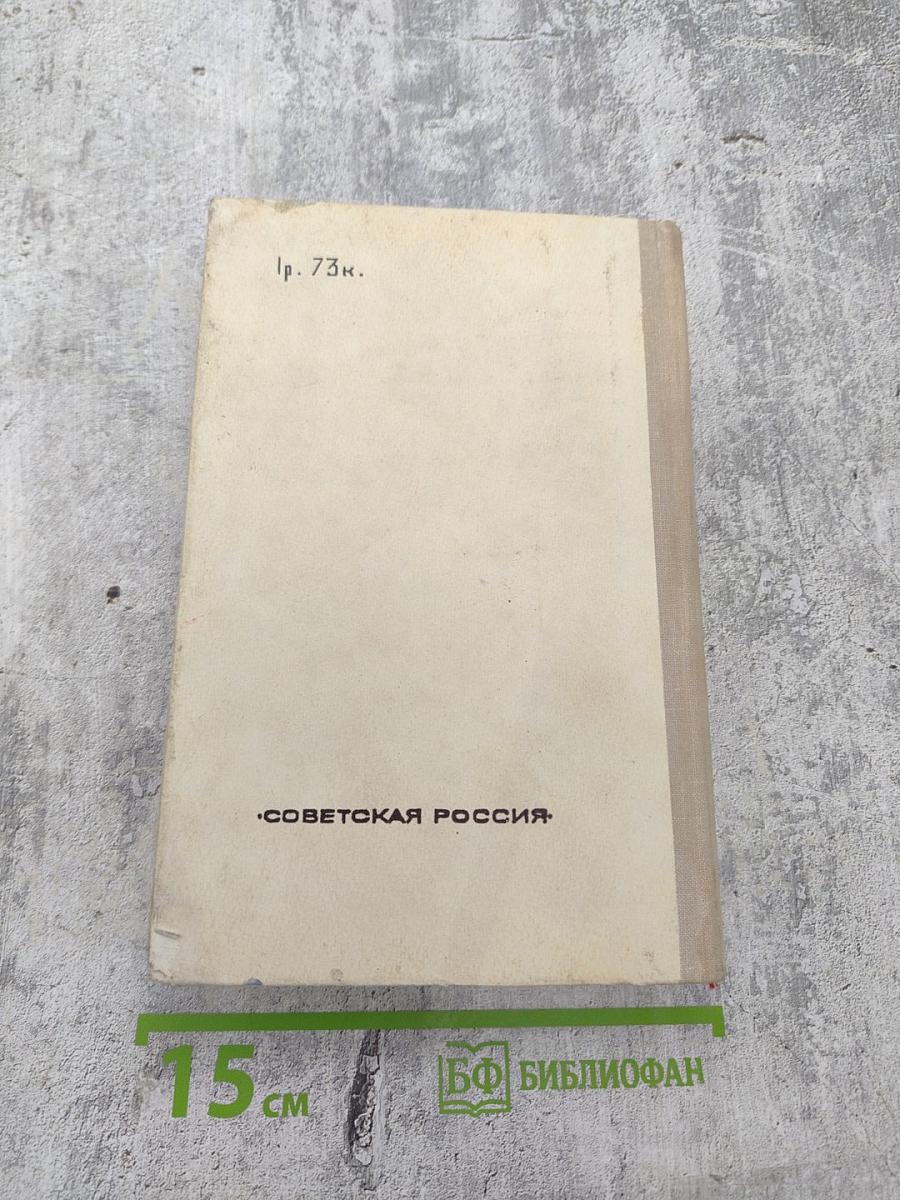 1р. 73к.
·СОВЕТСКАЯ РОССИЯ·
15 см
БФ БИБЛИОФАН